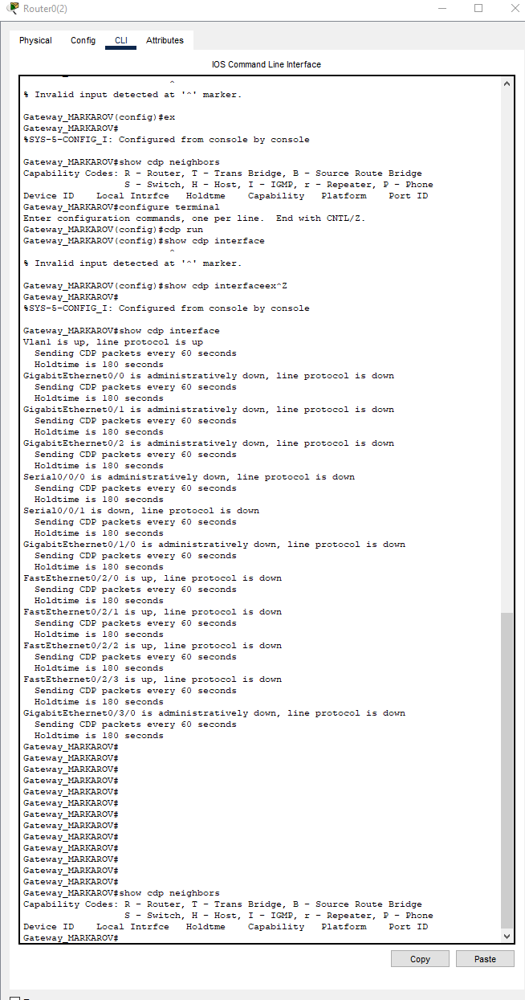 Router0(2)
Physical Config CLI Attributes
IOS Command Line Interface
^
% Invalid input detected at '^' marker.
Gateway_MARKAROV(config)#ex
Gateway_MARKAROV#
%SYS-5-CONFIG_I: Configured from console by console
Gateway_MARKAROV#show cdp neighbors
Capability Codes: R - Router, T - Trans Bridge, B - Source Route Bridge
S - Switch, H - Host, I - IGMP, r - Repeater, P - Phone
Device ID Local Intrfce Holdtme Capability Platform Port ID
Gateway_MARKAROV#configure terminal
Enter configuration commands, one per line. End with CNTL/Z.
Gateway_MARKAROV(config)#cdp run
Gateway_MARKAROV(config)#show cdp interface
^
% Invalid input detected at '^' marker.
Gateway_MARKAROV(config)#show cdp interfaceex^Z
Gateway_MARKAROV#
%SYS-5-CONFIG_I: Configured from console by console
Gateway_MARKAROV#show cdp interface
Vlan1 is up, line protocol is up
Sending CDP packets every 60 seconds
Holdtime is 180 seconds
GigabitEthernet0/0 is administratively down, line protocol is down
Sending CDP packets every 60 seconds
Holdtime is 180 seconds
GigabitEthernet0/1 is administratively down, line protocol is down
Sending CDP packets every 60 seconds
Holdtime is 180 seconds
GigabitEthernet0/2 is administratively down, line protocol is down
Sending CDP packets every 60 seconds
Holdtime is 180 seconds
Serial0/0/0 is administratively down, line protocol is down
Sending CDP packets every 60 seconds
Holdtime is 180 seconds
Serial0/0/1 is down, line protocol is down
Sending CDP packets every 60 seconds
Holdtime is 180 seconds
GigabitEthernet0/1/0 is administratively down, line protocol is down
Sending CDP packets every 60 seconds
Holdtime is 180 seconds
FastEthernet0/2/0 is up, line protocol is down
Sending CDP packets every 60 seconds
Holdtime is 180 seconds
FastEthernet0/2/1 is up, line protocol is down
Sending CDP packets every 60 seconds
Holdtime is 180 seconds
FastEthernet0/2/2 is up, line protocol is down
Sending CDP packets every 60 seconds
Holdtime is 180 seconds
FastEthernet0/2/3 is up, line protocol is down
Sending CDP packets every 60 seconds
Holdtime is 180 seconds
GigabitEthernet0/3/0 is administratively down, line protocol is down
Sending CDP packets every 60 seconds
Holdtime is 180 seconds
Gateway_MARKAROV#
Gateway_MARKAROV#
Gateway_MARKAROV#
Gateway_MARKAROV#
Gateway_MARKAROV#
Gateway_MARKAROV#
Gateway_MARKAROV#
Gateway_MARKAROV#
Gateway_MARKAROV#
Gateway_MARKAROV#
Gateway_MARKAROV#
Gateway_MARKAROV#
Gateway_MARKAROV#
Gateway_MARKAROV#show cdp neighbors
Capability Codes: R - Router, T - Trans Bridge, B - Source Route Bridge
S - Switch, H - Host, I - IGMP, r - Repeater, P - Phone
Device ID Local Intrfce Holdtme Capability Platform Port ID
Gateway_MARKAROV#
Copy Paste